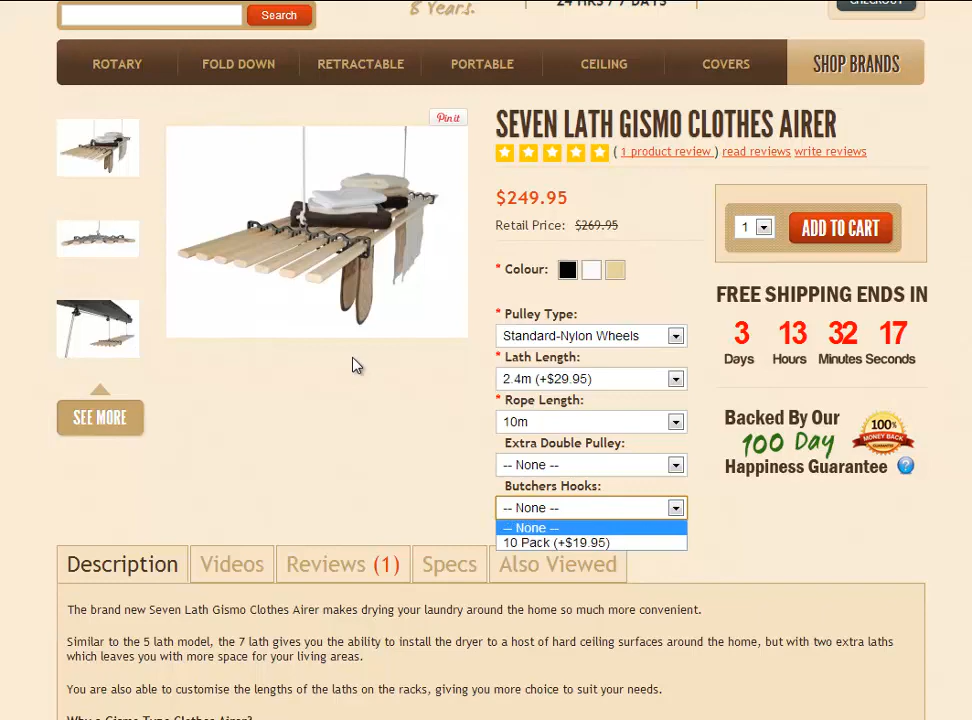 8 Years.
24 HRS / 7 DAYS
CHECKOUT
Search
ROTARY
FOLD DOWN
RETRACTABLE
PORTABLE
CEILING
COVERS
SHOP BRANDS
Pin it
SEVEN LATH GISMO CLOTHES AIRER
( 1 product review ) read reviews write reviews
$249.95
Retail Price: $269.95
* Colour:
1
ADD TO CART
FREE SHIPPING ENDS IN
3 13 32 17
Days Hours Minutes Seconds
* Pulley Type:
Standard-Nylon Wheels
* Lath Length:
2.4m (+$29.95)
* Rope Length:
10m
Extra Double Pulley:
-- None --
Butchers Hooks:
-- None --
-- None --
10 Pack (+$19.95)
SEE MORE
Backed By Our
100 Day
Happiness Guarantee
100%
MONEY BACK
?
Description
Videos
Reviews (1)
Specs
Also Viewed
The brand new Seven Lath Gismo Clothes Airer makes drying your laundry around the home so much more convenient.
Similar to the 5 lath model, the 7 lath gives you the ability to install the dryer to a host of hard ceiling surfaces around the home, but with two extra laths
which leaves you with more space for your living areas.
You are also able to customise the lengths of the laths on the racks, giving you more choice to suit your needs.
Why a Gismo Type Clothes Airer?